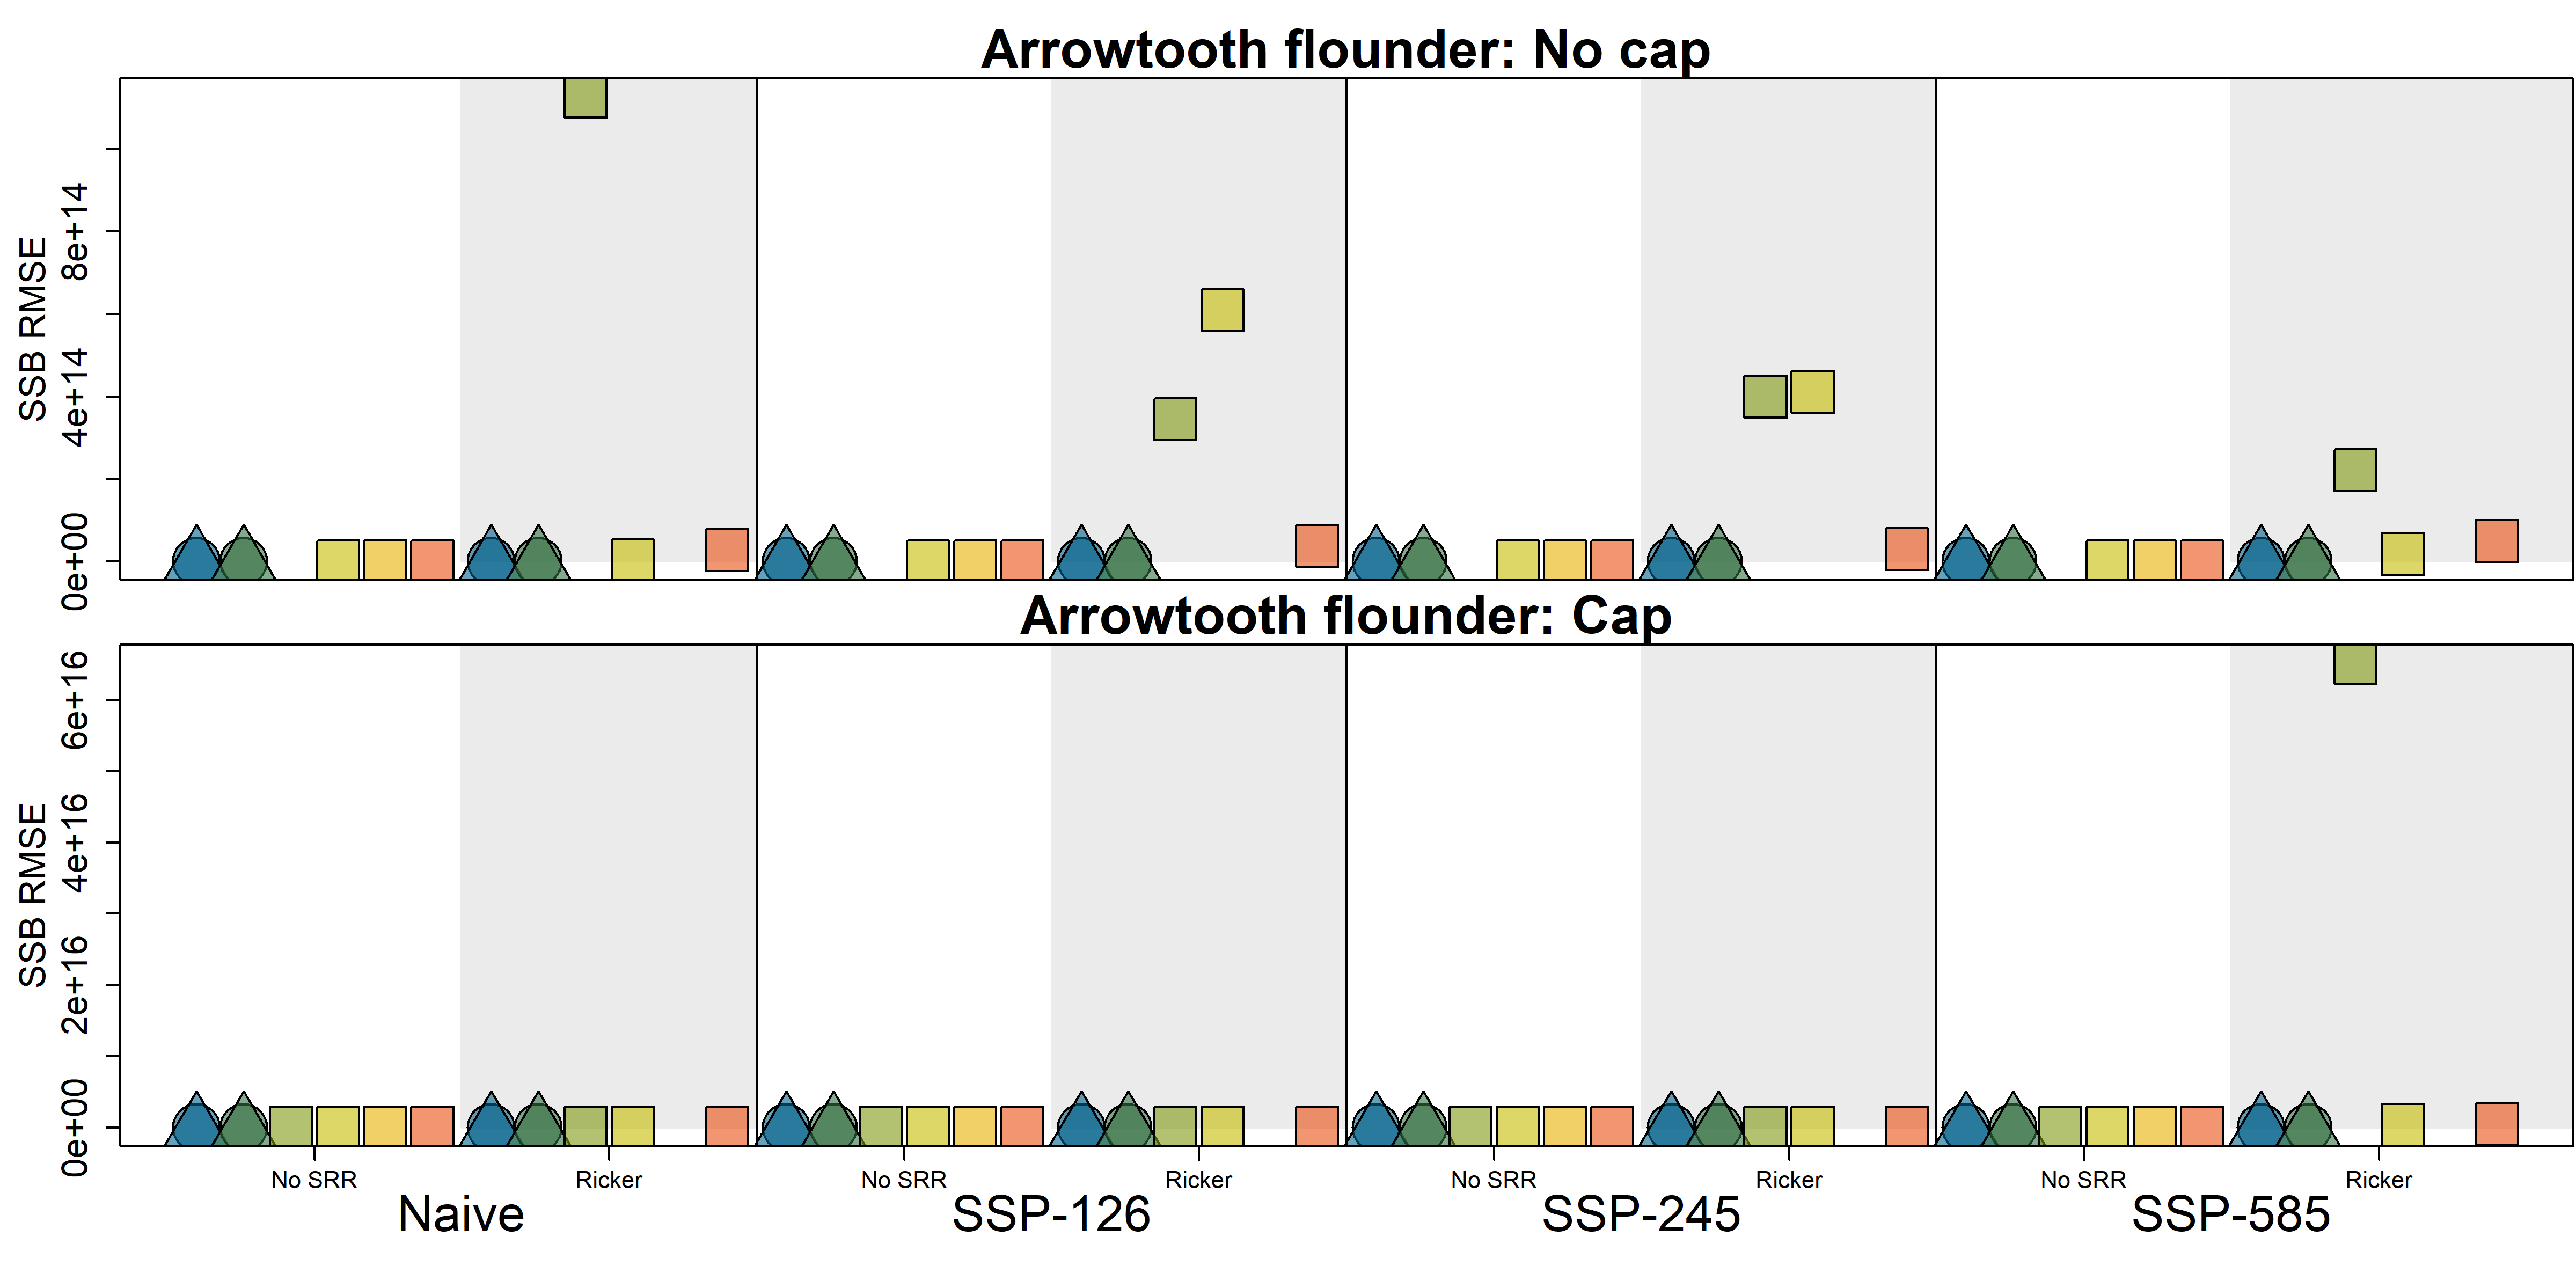 Arrowtooth flounder: No cap
SSB RMSE
8e+14
4e+14
0e+00
Arrowtooth flounder: Cap
SSB RMSE
6e+16
4e+16
2e+16
0e+00
No SRR Ricker No SRR Ricker No SRR Ricker No SRR Ricker
Naive SSP-126 SSP-245 SSP-585